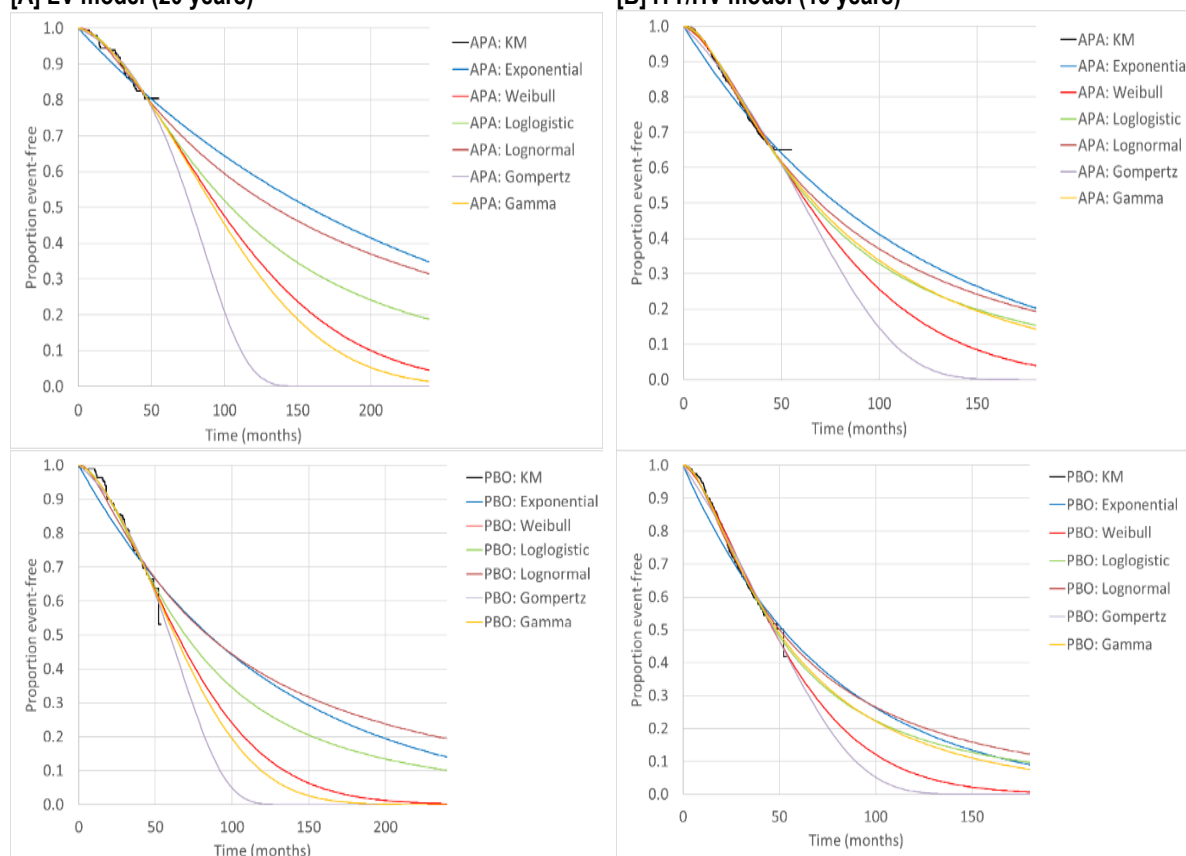 [A] model (20 years)
[B] model years)
1.0
0.9
0.8
0.7
0.6
0.5
0.4
0.3
0.2
0.1
0.0
Proportion event-free
0
50
100
150
200
Time (months)
APA: KM
APA: Exponential
APA: Weibull
APA: Loglogistic
APA: Lognormal
APA: Gompertz
APA: Gamma
1.0
0.9
0.8
0.7
0.6
0.5
0.4
0.3
0.2
0.1
0.0
Proportion event-free
0
50
100
150
Time (months)
APA: KM
APA: Exponentia
APA: Weibull
APA: Loglogistic
APA: Lognormal
APA: Gompertz
APA: Gamma
1.0
0.9
0.8
0.7
0.6
0.5
0.4
0.3
0.2
0.1
0.0
Proportion event-free
0
50
100
150
200
Time (months)
PBO: KM
PBO: Exponential
PBO: Weibull
PBO: Loglogistic
PBO: Lognormal
PBO: Gompertz
PBO: Gamma
1.0
0.9
0.8
0.7
0.6
0.5
0.4
0.3
0.2
0.1
0.0
Proportion event-free
0
50
100
150
Time (months)
PBO: KM
PBO: Exponential
PBO: Weibull
PBO: Loglogistic
PBO: Lognormal
PBO: Gompertz
PBO: Gamma